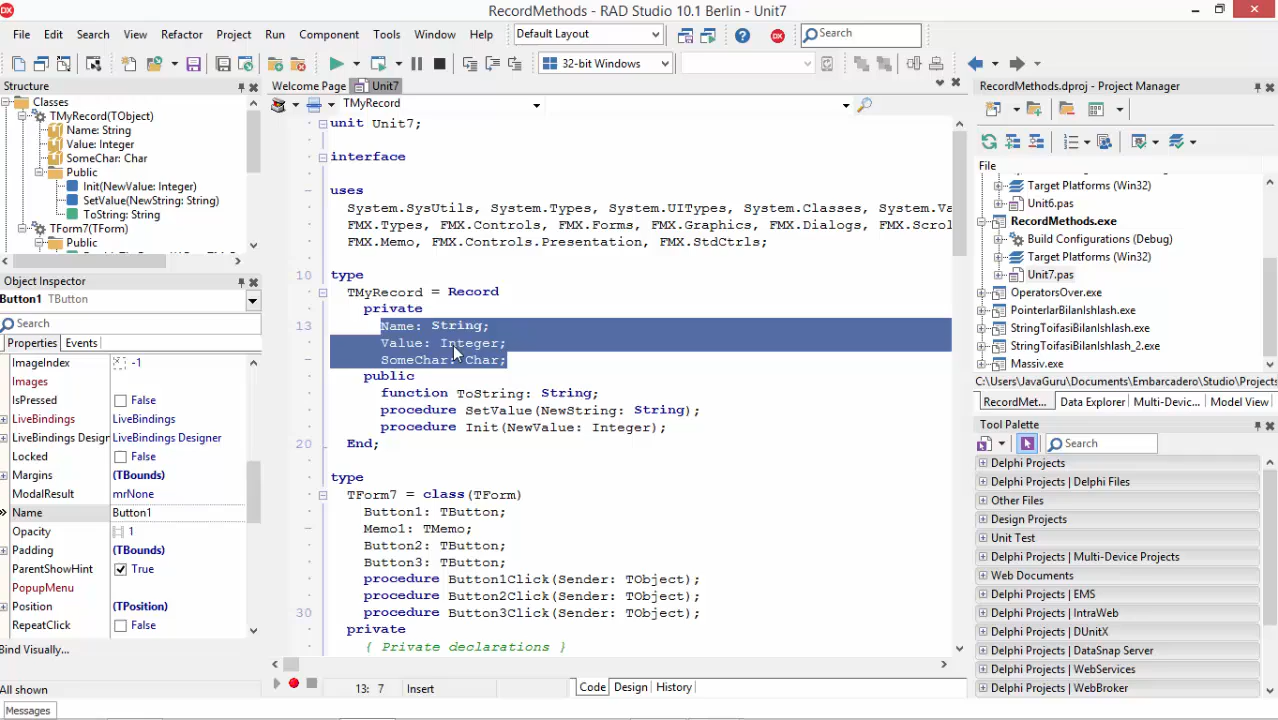 RecordMethods - RAD Studio 10.1 Berlin - Unit7
File Edit Search View Refactor Project Run Component Tools Window Help Default Layout Search
32-bit Windows
Structure
Classes
TMyRecord(TObject)
Name: String
Value: Integer
SomeChar: Char
Public
Init(NewValue: Integer)
SetValue(NewString: String)
ToString: String
TForm7(TForm)
Public
Object Inspector
Button1 TButton
Search
Properties Events
ImageIndex -1
Images
IsPressed False
LiveBindings LiveBindings
LiveBindings Designer LiveBindings Designer
Locked False
Margins (TBounds)
ModalResult mrNone
Name Button1
Opacity 1
Padding (TBounds)
ParentShowHint True
PopupMenu
Position (TPosition)
RepeatClick False
Bind Visually...
All shown
Messages
Welcome Page Unit7
TMyRecord
unit Unit7;
interface
uses
System.SysUtils, System.Types, System.UITypes, System.Classes, System.Va
FMX.Types, FMX.Controls, FMX.Forms, FMX.Graphics, FMX.Dialogs, FMX.Scrol
FMX.Memo, FMX.Controls.Presentation, FMX.StdCtrls;
10 type
TMyRecord = Record
private
13 Name: String;
Value: Integer;
SomeChar: Char;
public
function ToString: String;
procedure SetValue(NewString: String);
procedure Init(NewValue: Integer);
20 End;
type
TForm7 = class(TForm)
Button1: TButton;
Memo1: TMemo;
Button2: TButton;
Button3: TButton;
procedure Button1Click(Sender: TObject);
procedure Button2Click(Sender: TObject);
30 procedure Button3Click(Sender: TObject);
private
{ Private declarations }
13: 7 Insert Code Design History
RecordMethods.dproj - Project Manager
File
Target Platforms (Win32)
Unit6.pas
RecordMethods.exe
Build Configurations (Debug)
Target Platforms (Win32)
Unit7.pas
OperatorsOver.exe
PointerlarBilanIshlash.exe
StringToifasiBilanIshlash.exe
StringToifasiBilanIshlash_2.exe
Massiv.exe
C:\Users\JavaGuru\Documents\Embarcadero\Studio\Projects
RecordMet... Data Explorer Multi-Devic... Model View
Tool Palette
Search
Delphi Projects
Delphi Projects | Delphi Files
Other Files
Design Projects
Unit Test
Delphi Projects | Multi-Device Projects
Web Documents
Delphi Projects | EMS
Delphi Projects | IntraWeb
Delphi Projects | DUnitX
Delphi Projects | DataSnap Server
Delphi Projects | WebServices
Delphi Projects | WebBroker